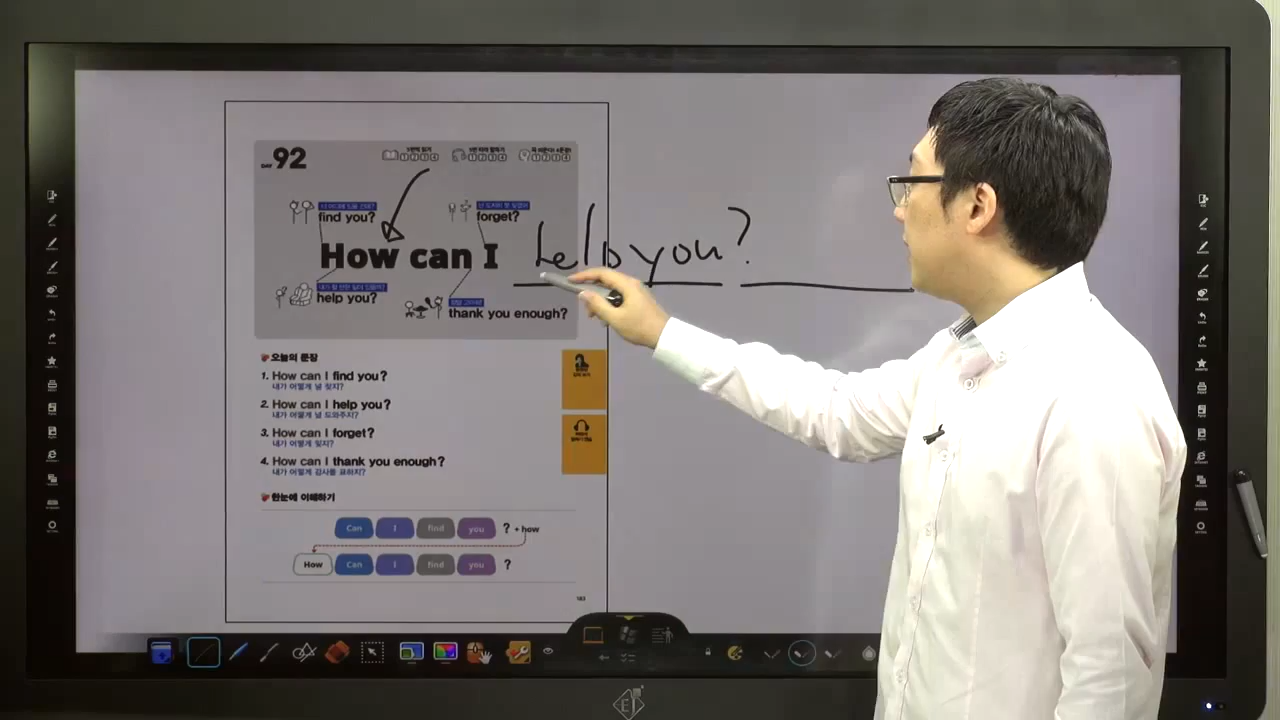 DAY 92
find you?
forget?
How can I help you?
help you?
thank you enough?
오늘의 문장
1. How can I find you?
내가 어떻게 널 찾지?
2. How can I help you?
내가 어떻게 널 도와주지?
3. How can I forget?
내가 어떻게 잊지?
4. How can I thank you enough?
내가 어떻게 감사를 표하지?
한눈에 이해하기
Can I find you ? + how
How Can I find you ?
183